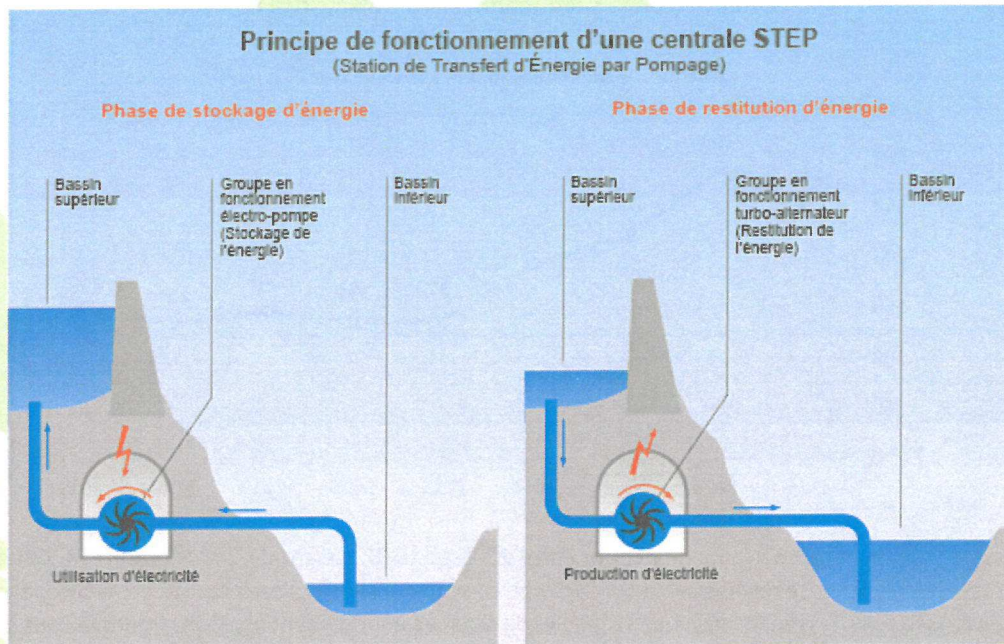 Principe de fonctionnement d'une centrale STEP
(Station de Transfert d'Énergie par Pompage)
Phase de stockage d'énergie
Bassin
supérieur
Groupe en
fonctionnement
électro-pompe
(Stockage de
l'énergie)
Bassin
inférieur
Utilisation d'électricité
Phase de restitution d'énergie
Bassin
supérieur
Groupe en
fonctionnement
turbo-alternateur
(Restitution de
l'énergie)
Bassin
inférieur
Production d'électricité